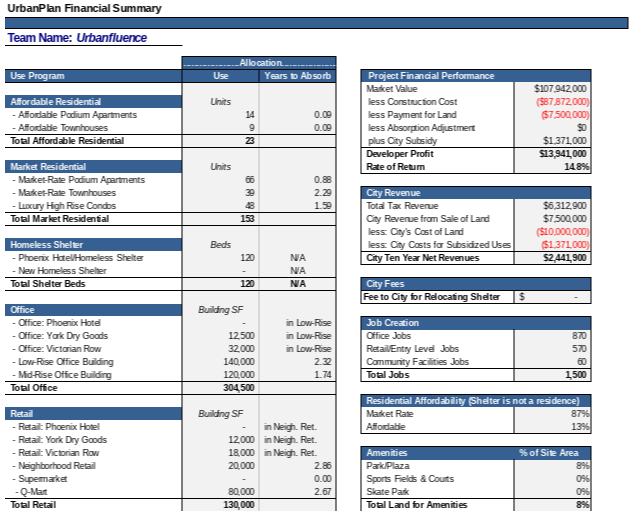 UrbanPlan Financial Summary
Team Name: Urbanfluence
Allocation
Use Program Use Years to Absorb
Affordable Residential Units
- Affordable Podium Apartments 14 0.09
- Affordable Townhouses 9 0.09
Total Affordable Residential 23
Market Residential Units
- Market-Rate Podium Apartments 66 0.88
- Market-Rate Townhouses 39 2.29
- Luxury High Rise Condos 48 1.59
Total Market Residential 153
Homeless Shelter Beds
- Phoenix Hotel/Homeless Shelter 120 N/A
- New Homeless Shelter - N/A
Total Shelter Beds 120 N/A
Office Building SF
- Office: Phoenix Hotel - in Low-Rise
- Office: York Dry Goods 12,500 in Low-Rise
- Office: Victorian Row 32,000 in Low-Rise
- Low-Rise Office Building 140,000 2.32
- Mid-Rise Office Building 120,000 1.74
Total Office 304,500
Retail Building SF
- Retail: Phoenix Hotel - in Neigh. Ret.
- Retail: York Dry Goods 12,000 in Neigh. Ret.
- Retail: Victorian Row 18,000 in Neigh. Ret.
- Neighborhood Retail 20,000 2.86
- Supermarket - 0.00
- Q-Mart 80,000 2.67
Total Retail 130,000
Project Financial Performance
Market Value $107,942,000
less Construction Cost ($87,872,000)
less Payment for Land ($7,500,000)
less Absorption Adjustment $0
plus City Subsidy $1,371,000
Developer Profit $13,941,000
Rate of Return 14.8%
City Revenue
Total Tax Revenue $6,312,900
City Revenue from Sale of Land $7,500,000
less: City's Cost of Land ($10,000,000)
less: City Costs for Subsidized Uses ($1,371,000)
City Ten Year Net Revenues $2,441,900
City Fees
Fee to City for Relocating Shelter $ -
Job Creation
Office Jobs 870
Retail/Entry Level Jobs 570
Community Facilities Jobs 60
Total Jobs 1,500
Residential Affordability (Shelter is not a residence)
Market Rate 87%
Affordable 13%
Amenities % of Site Area
Park/Plaza 8%
Sports Fields & Courts 0%
Skate Park 0%
Total Land for Amenities 8%